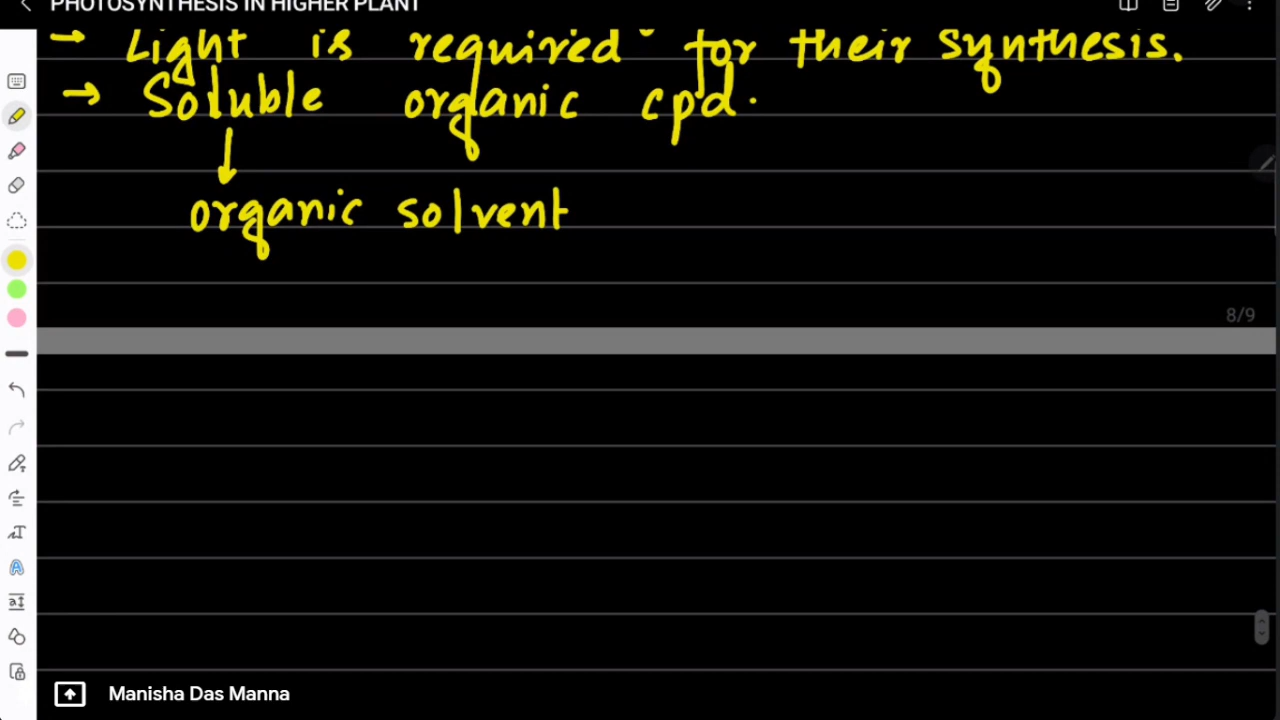 PHOTOSYNTHESIS IN HIGHER PLANT
→ Light is required for their synthesis.
→ Soluble organic cpd.
↓
organic solvent
8/9
Manisha Das Manna